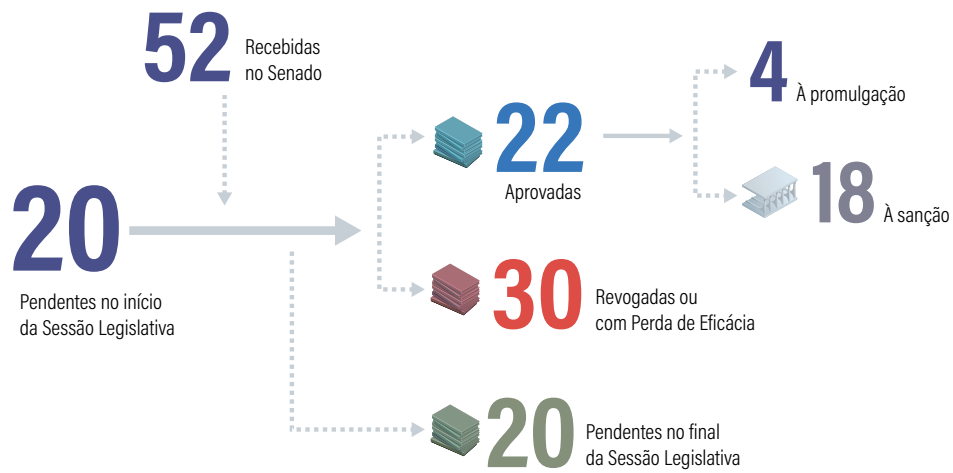 52
Recebidas
no Senado
20
Pendentes no início
da Sessão Legislativa
22
Aprovadas
4
À promulgação
18
À sanção
30
Revogadas ou
com Perda de Eficácia
20
Pendentes no final
da Sessão Legislativa